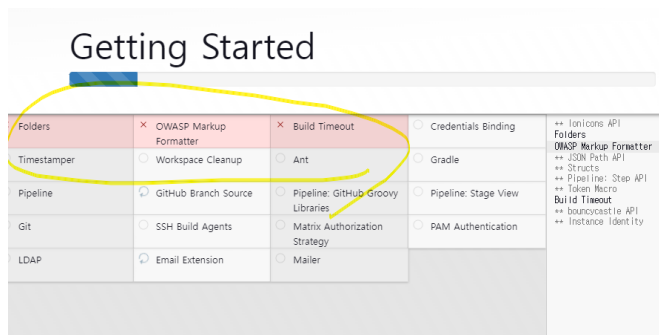 Getting Started
Folders
OWASP Markup Formatter
Build Timeout
Credentials Binding
Timestamper
Workspace Cleanup
Ant
Gradle
Pipeline
GitHub Branch Source
Pipeline: GitHub Groovy Libraries
Pipeline: Stage View
Git
SSH Build Agents
Matrix Authorization Strategy
PAM Authentication
LDAP
Email Extension
Mailer
** Ionicons API
Folders
OWASP Markup Formatter
** JSON Path API
** Structs
** Pipeline: Step API
** Token Macro
Build Timeout
** bouncycastle API
** Instance Identity